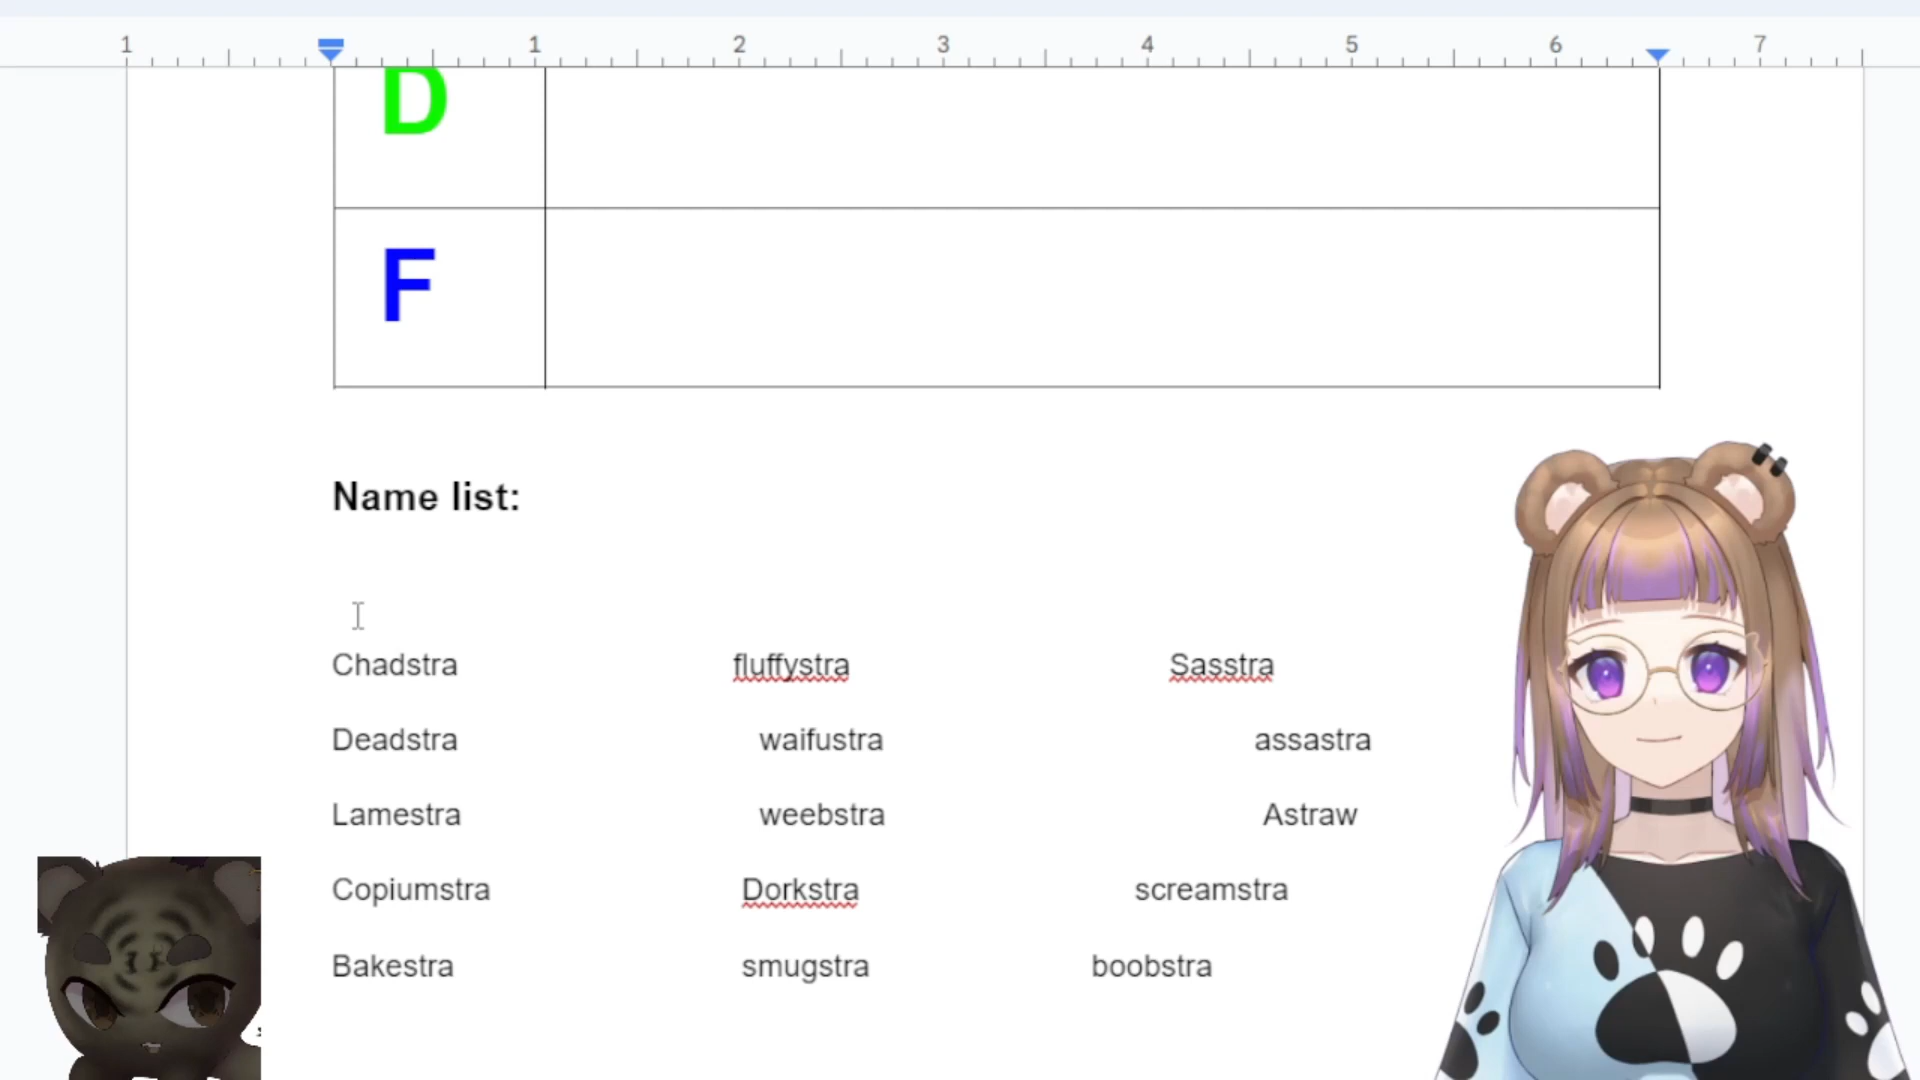 1 1 2 3 4 5 6 7
D
F
Name list:
Chadstra fluffystra Sasstra
Deadstra waifustra assastra
Lamestra weebstra Astraw
Copiumstra Dorkstra screamstra
Bakestra smugstra boobstra